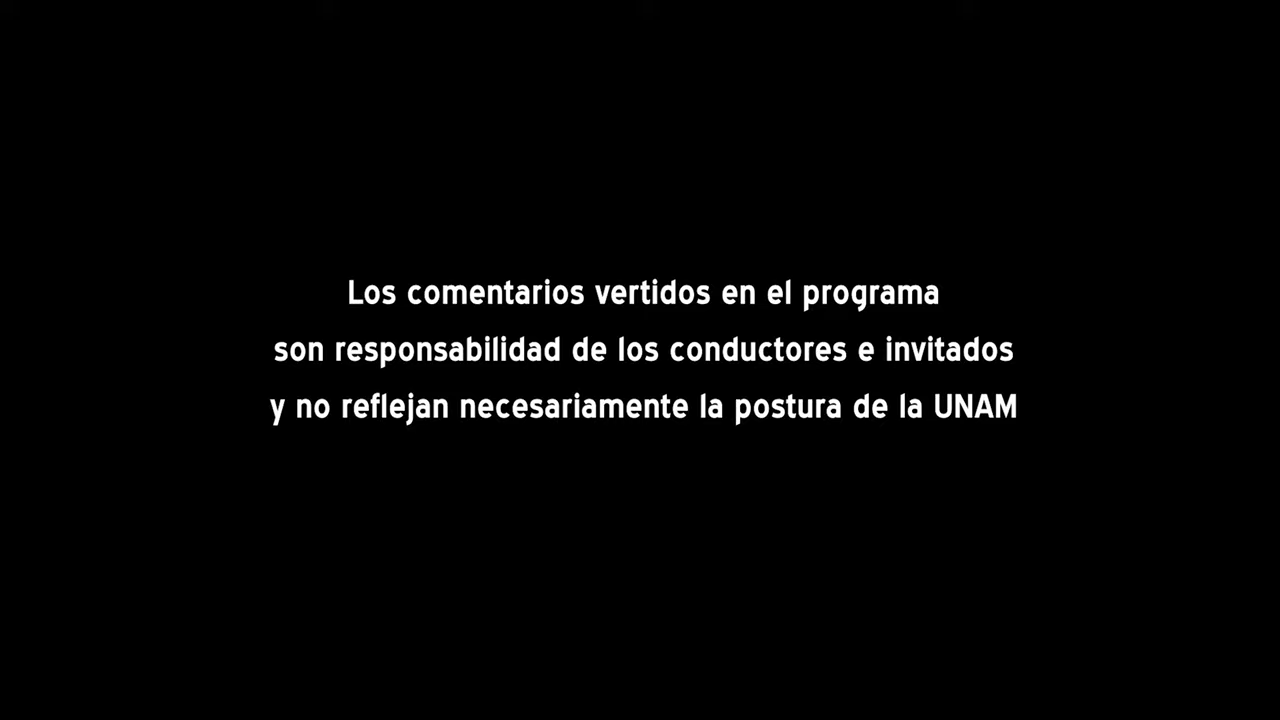 Los comentarios vertidos en el programa
son responsabilidad de los conductores e invitados
y no reflejan necesariamente la postura de la UNAM